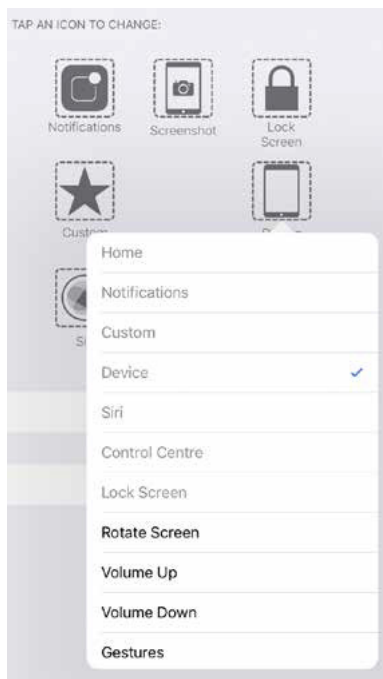 TAP AN ICON TO CHANGE:
Notifications
Screenshot
Lock
Screen
Custom
Home
Notifications
Custom
Device
Siri
Control Centre
Lock Screen
Rotate Screen
Volume Up
Volume Down
Gestures